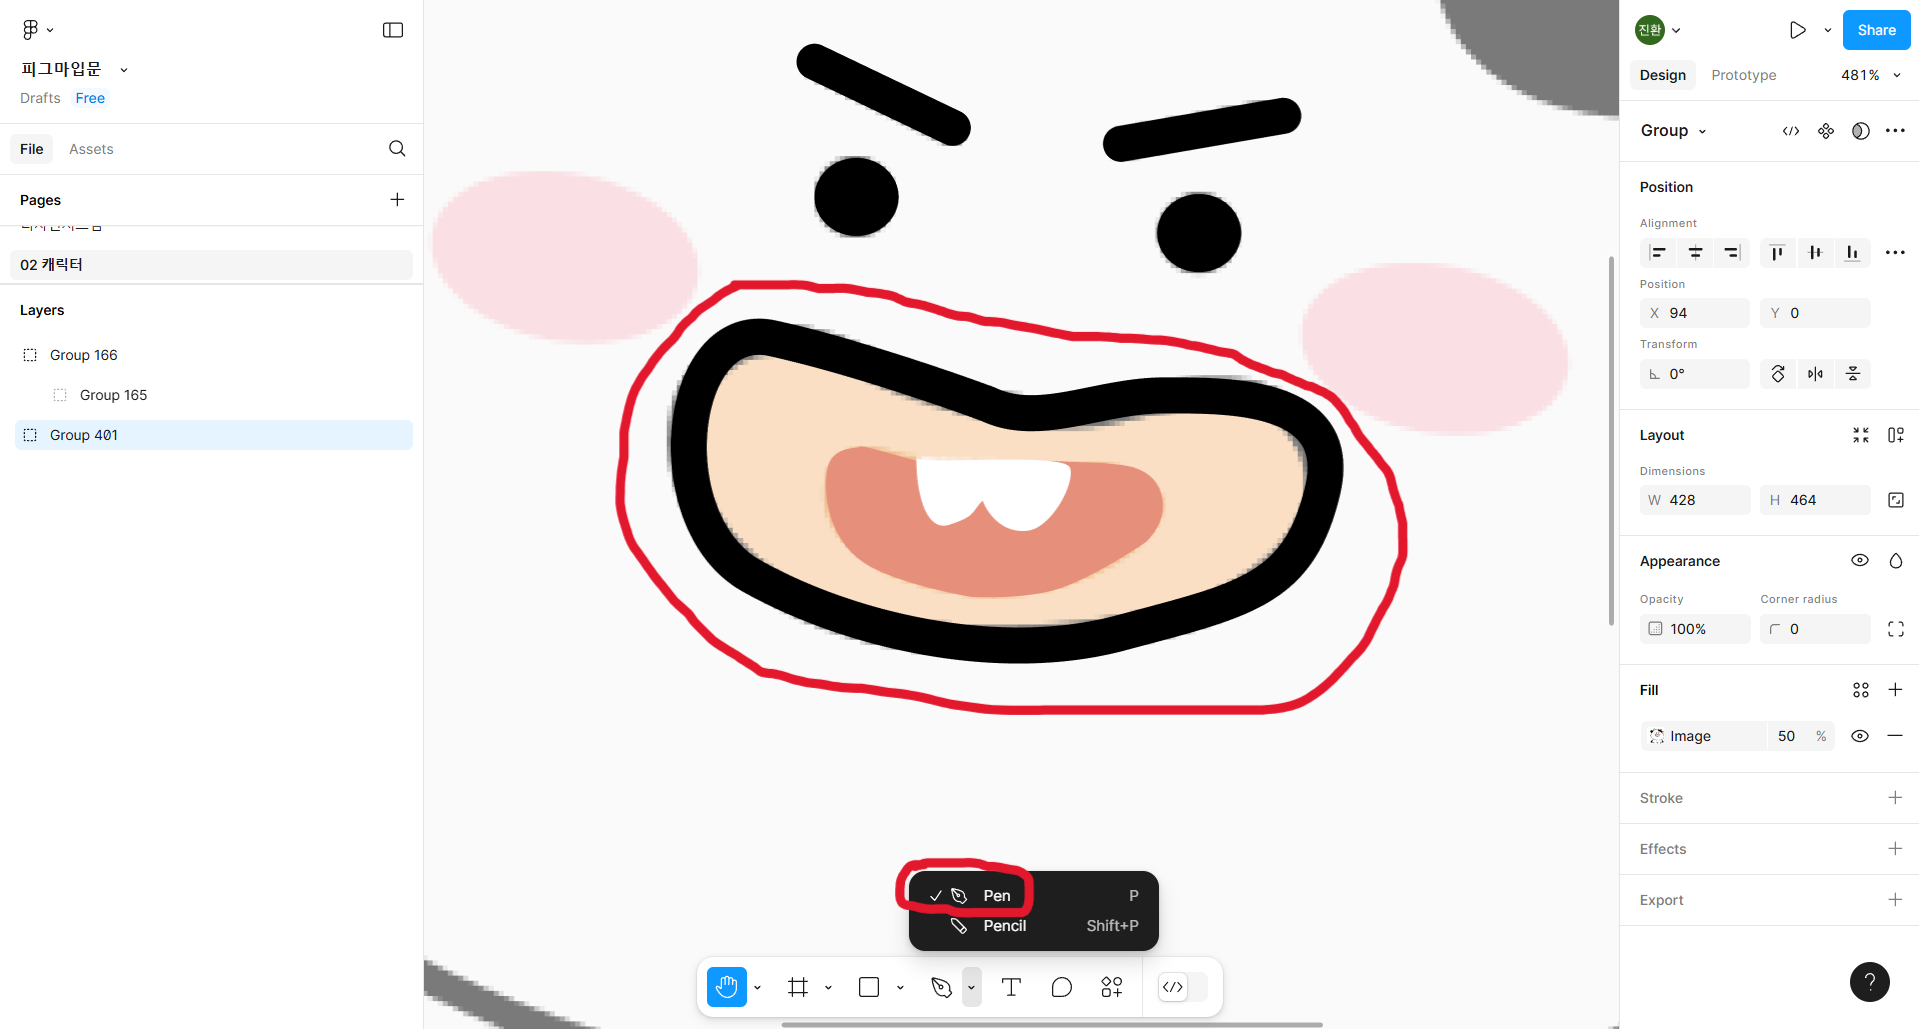 피그마입문
Drafts Free
File Assets
Pages
02 캐릭터
Layers
Group 166
Group 165
Group 401
Pen P
Pencil Shift+P
진환
Share
Design Prototype 481%
Group
Position
Alignment
Position
X 94 Y 0
Transform
0°
Layout
Dimensions
W 428 H 464
Appearance
Opacity Corner radius
100% 0
Fill
Image 50 %
Stroke
Effects
Export
?